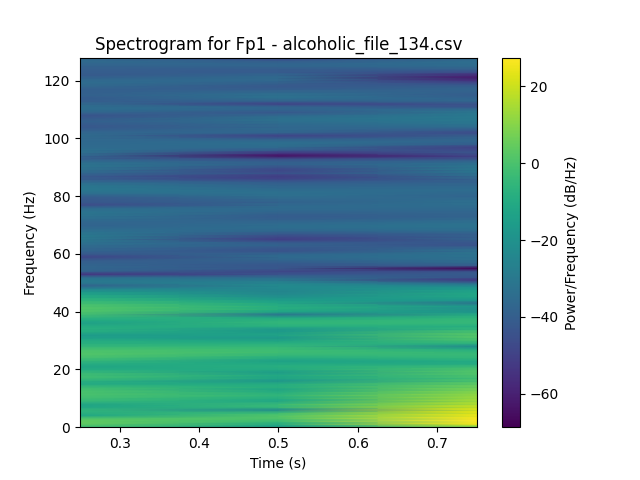 Spectrogram for Fp1 - alcoholic_file_134.csv
120
100
80
60
40
20
0
Frequency (Hz)
0.3 0.4 0.5 0.6 0.7
Time (s)
20
0
−20
−40
−60
Power/Frequency (dB/Hz)